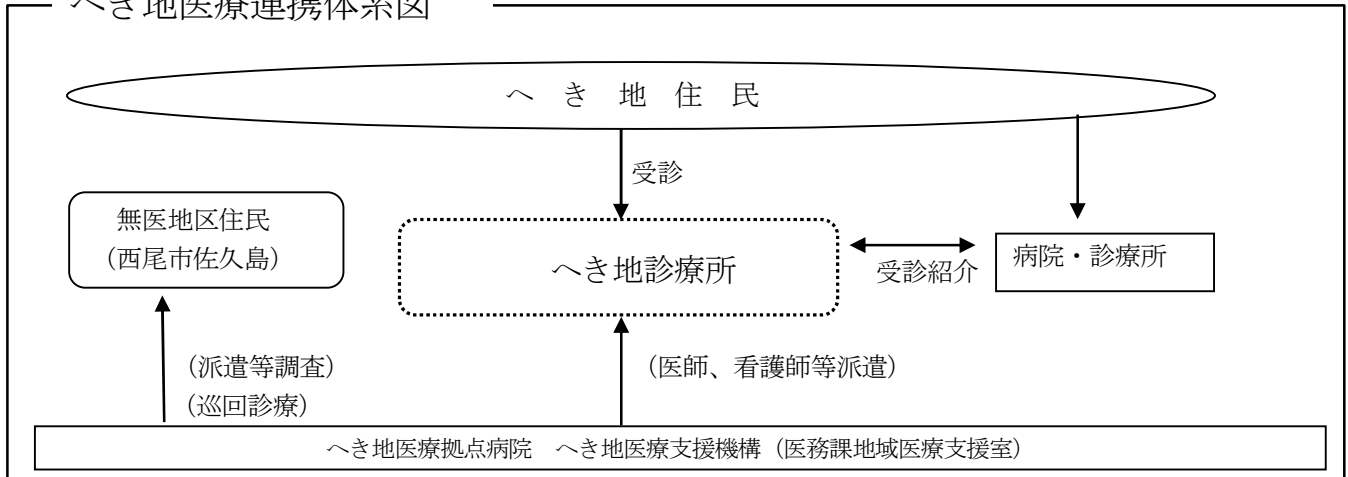 へき地医療連携体系図
へき地住民
受診
無医地区住民
（西尾市佐久島）
へき地診療所
受診紹介
病院・診療所
（派遣等調査）
（巡回診療）
（医師、看護師等派遣）
へき地医療拠点病院　へき地医療支援機構（医務課地域医療支援室）